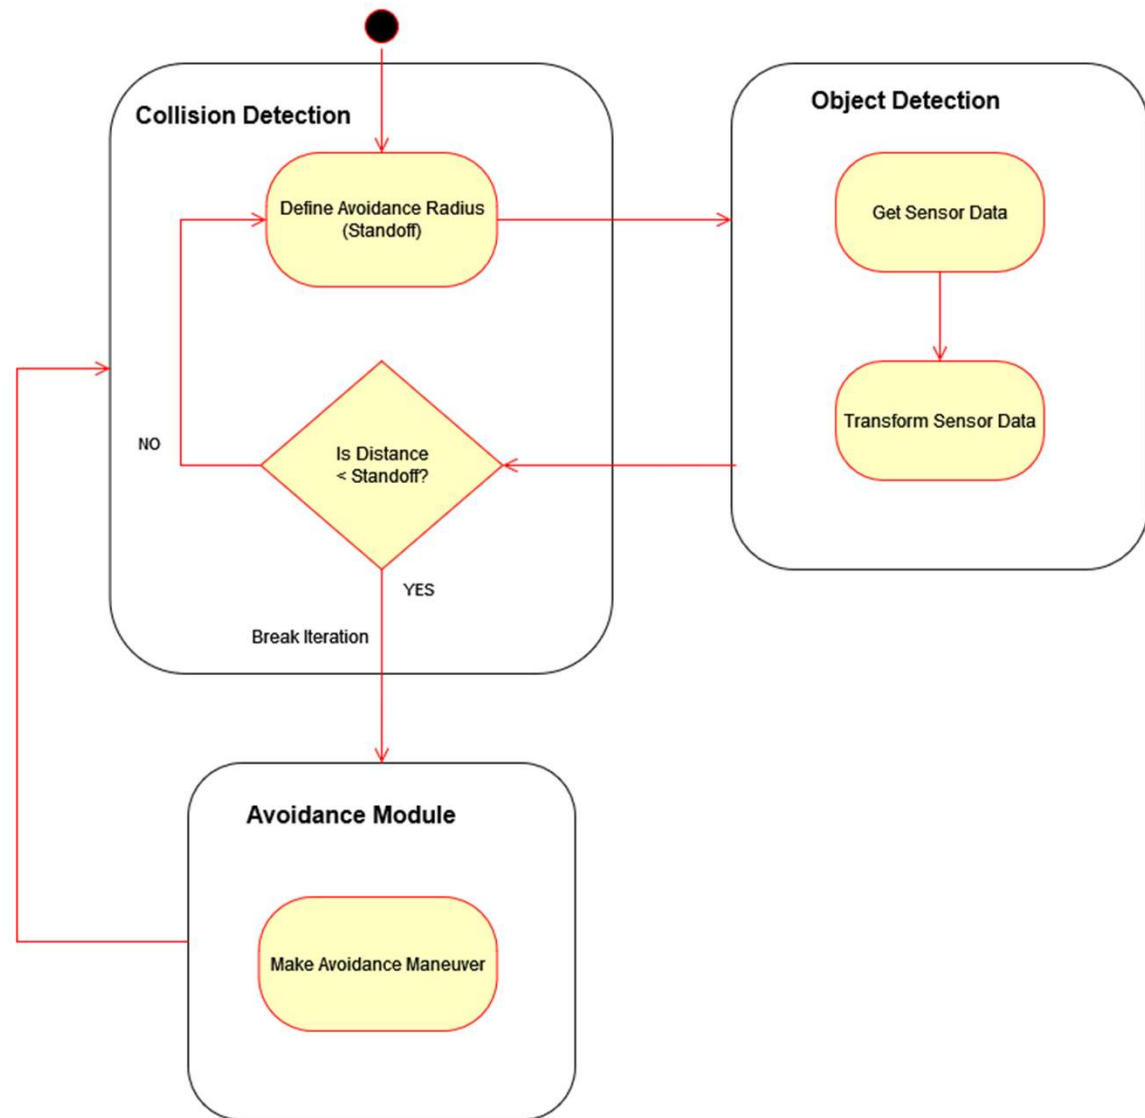 Collision Detection
Define Avoidance Radius
(Standoff)
NO
Is Distance
< Standoff?
YES
Break Iteration
Object Detection
Get Sensor Data
Transform Sensor Data
Avoidance Module
Make Avoidance Maneuver